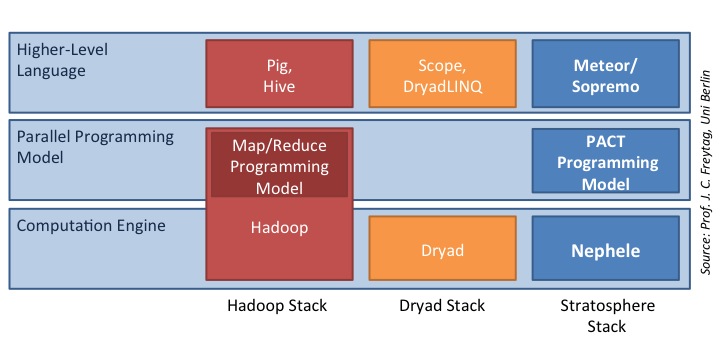 Higher-Level
Language
Pig,
Hive
Scope,
DryadLINQ
Meteor/
Sopremo
Parallel Programming
Model
Map/Reduce
Programming
Model
PACT
Programming
Model
Computation Engine
Hadoop
Dryad
Nephele
Hadoop Stack
Dryad Stack
Stratosphere
Stack
Source: Prof. J. C. Freytag, Uni Berlin